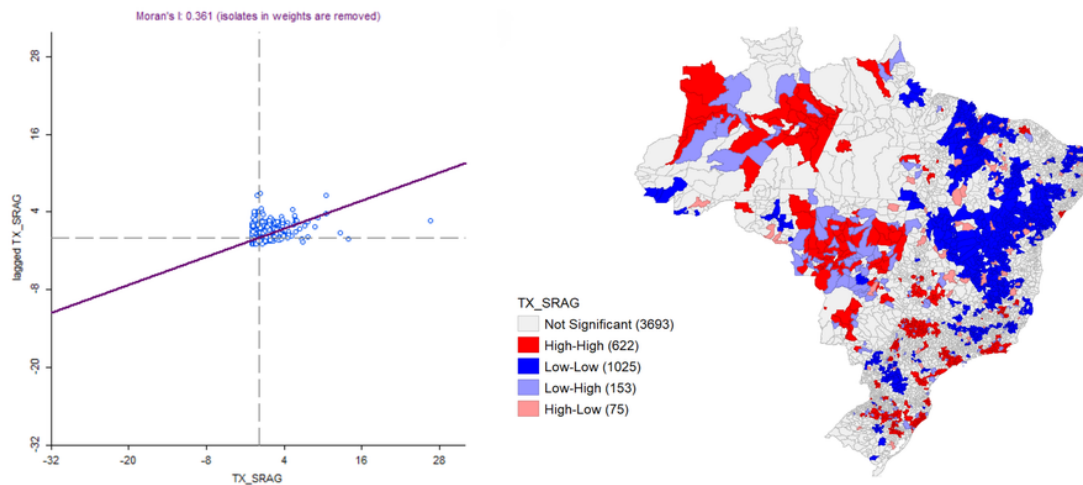 Moran's I: 0.361 (isolates in weights are removed)
28
16
4
-8
-20
-32
lagged TX_SRAG
-32
-20
-8
4
16
28
TX_SRAG
TX_SRAG
Not Significant (3693)
High-High (622)
Low-Low (1025)
Low-High (153)
High-Low (75)